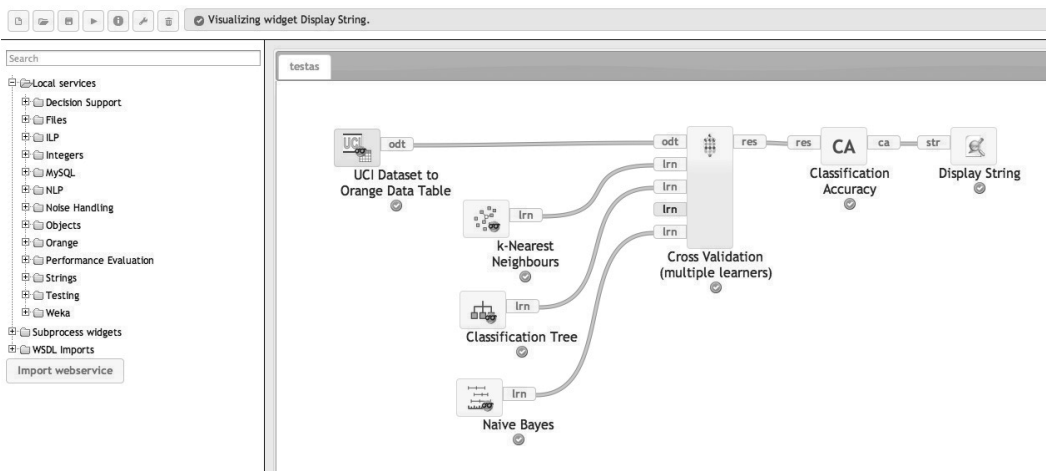 Visualizing widget Display String.
Search
Local services
Decision Support
Files
ILP
Integers
MySQL
NLP
Noise Handling
Objects
Orange
Performance Evaluation
Strings
Testing
Weka
Subprocess widgets
WSDL Imports
Import webservice
testas
UCI
odt
UCI Dataset to
Orange Data Table
lrn
k-Nearest
Neighbours
lrn
Classification Tree
lrn
Naive Bayes
odt
lrn
lrn
lrn
lrn
res
Cross Validation
(multiple learners)
res
CA
ca
Classification
Accuracy
str
Display String